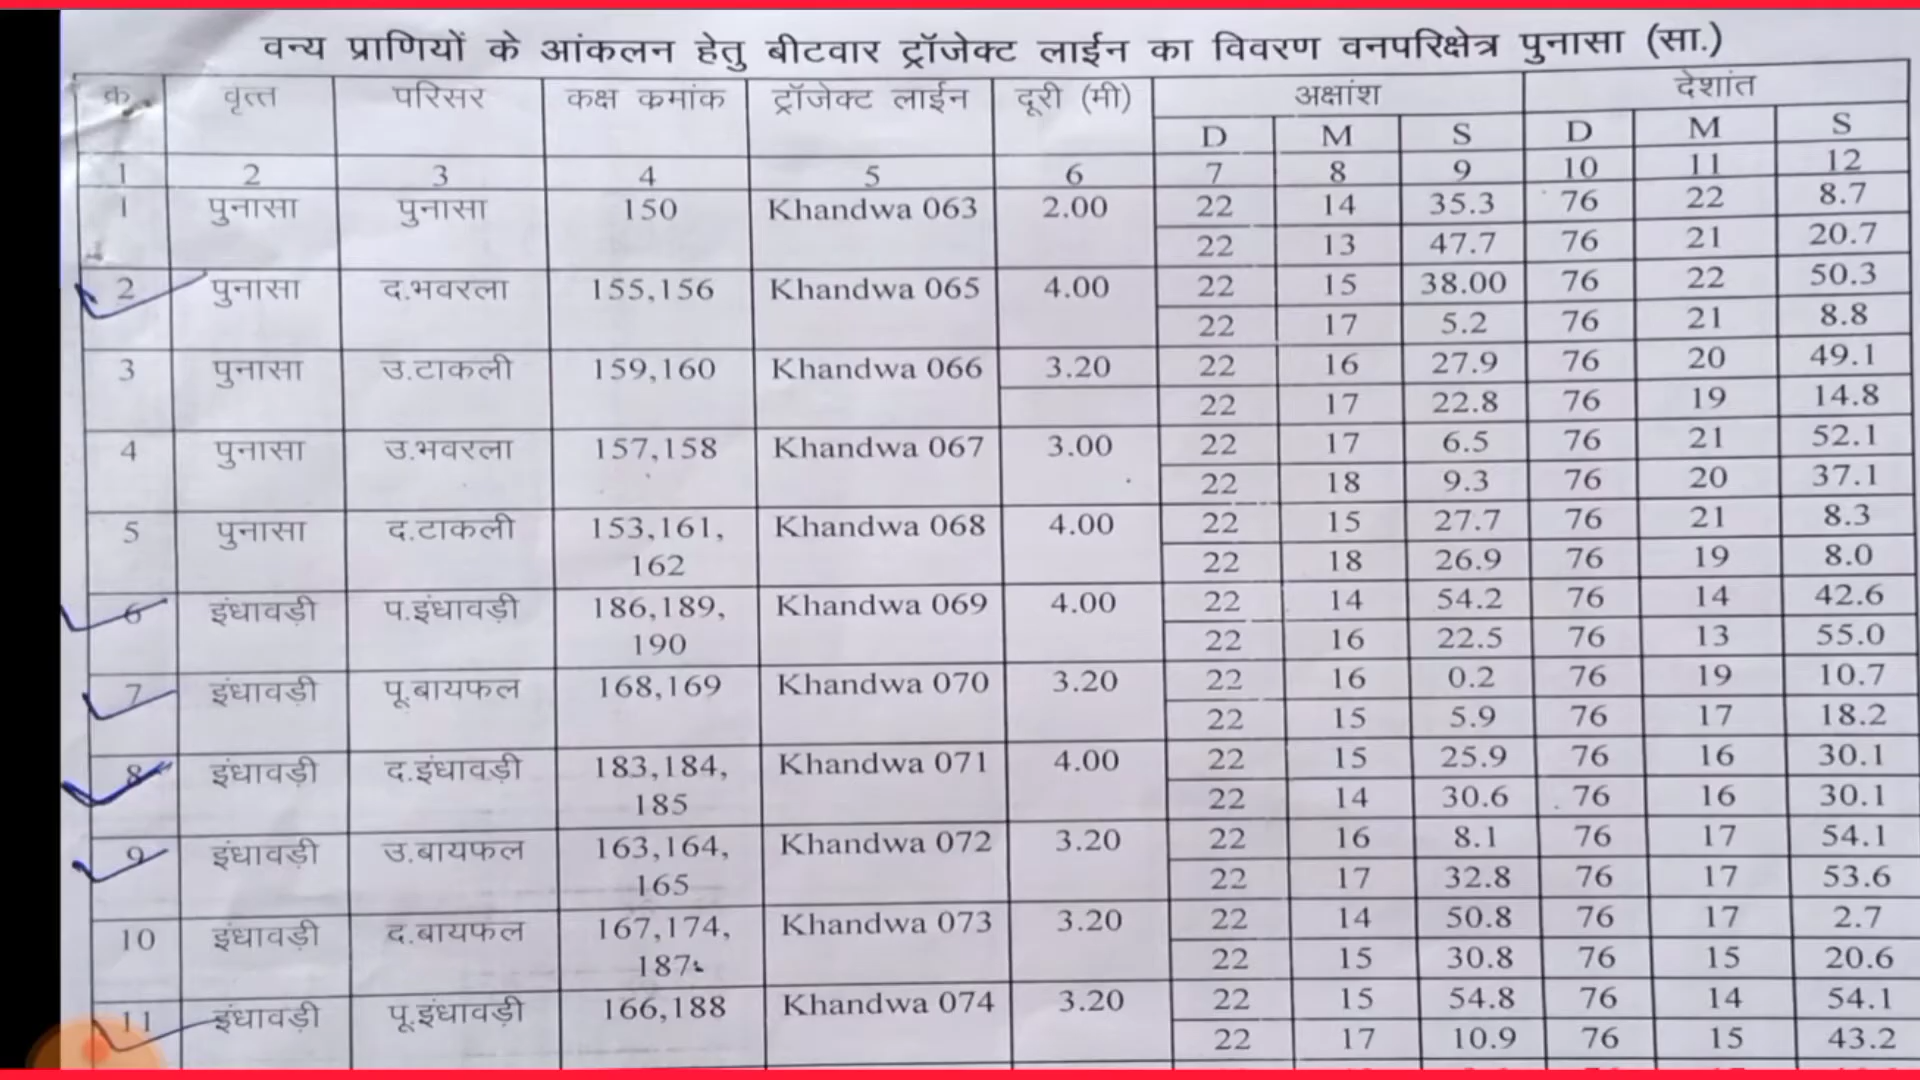 वन्य प्राणियों के आंकलन हेतु बीटवार ट्रॉजेक्ट लाईन का विवरण वनपरिक्षेत्र पुनासा (सा.)
क्र. वृत्त परिसर कक्ष कमांक ट्रॉजेक्ट लाईन दूरी (मी) अक्षांश देशांत
D M S D M S
1 2 3 4 5 6 7 8 9 10 11 12
1 पुनासा पुनासा 150 Khandwa 063 2.00 22 14 35.3 76 22 8.7
22 13 47.7 76 21 20.7
2 पुनासा द.भवरला 155,156 Khandwa 065 4.00 22 15 38.00 76 22 50.3
22 17 5.2 76 21 8.8
3 पुनासा उ.टाकली 159,160 Khandwa 066 3.20 22 16 27.9 76 20 49.1
22 17 22.8 76 19 14.8
4 पुनासा उ.भवरला 157,158 Khandwa 067 3.00 22 17 6.5 76 21 52.1
22 18 9.3 76 20 37.1
5 पुनासा द.टाकली 153,161, Khandwa 068 4.00 22 15 27.7 76 21 8.3
162 22 18 26.9 76 19 8.0
6 इंधावड़ी प.इंधावड़ी 186,189, Khandwa 069 4.00 22 14 54.2 76 14 42.6
190 22 16 22.5 76 13 55.0
7 इंधावड़ी पू.बायफल 168,169 Khandwa 070 3.20 22 16 0.2 76 19 10.7
22 15 5.9 76 17 18.2
8 इंधावड़ी द.इंधावड़ी 183,184, Khandwa 071 4.00 22 15 25.9 76 16 30.1
185 22 14 30.6 76 16 30.1
9 इंधावड़ी उ.बायफल 163,164, Khandwa 072 3.20 22 16 8.1 76 17 54.1
165 22 17 32.8 76 17 53.6
10 इंधावड़ी द.बायफल 167,174, Khandwa 073 3.20 22 14 50.8 76 17 2.7
187 22 15 30.8 76 15 20.6
11 इंधावड़ी पू.इंधावड़ी 166,188 Khandwa 074 3.20 22 15 54.8 76 14 54.1
22 17 10.9 76 15 43.2